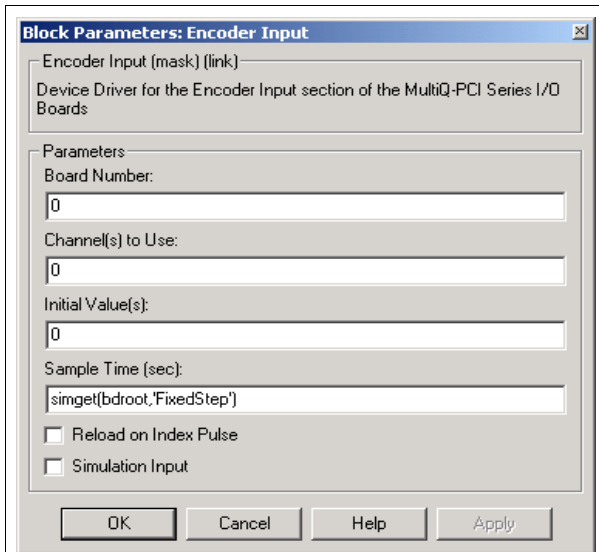 Block Parameters: Encoder Input
Encoder Input (mask) (link)
Device Driver for the Encoder Input section of the MultiQ-PCI Series I/O
Boards
Parameters
Board Number:
0
Channel(s) to Use:
0
Initial Value(s):
0
Sample Time (sec):
simget(bdroot,'FixedStep')
Reload on Index Pulse
Simulation Input
OK Cancel Help Apply